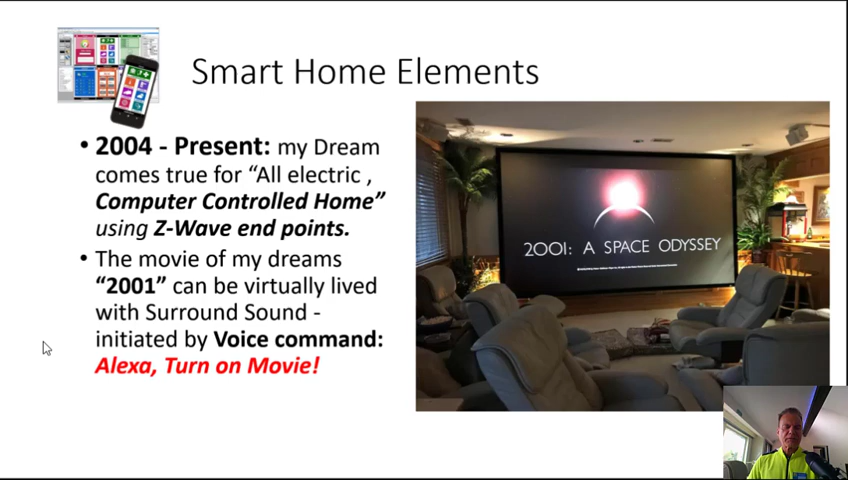 Smart Home Elements
• 2004 - Present: my Dream
comes true for “All electric ,
Computer Controlled Home”
using Z-Wave end points.
• The movie of my dreams
“2001” can be virtually lived
with Surround Sound -
initiated by Voice command:
Alexa, Turn on Movie!
2001: A SPACE ODYSSEY